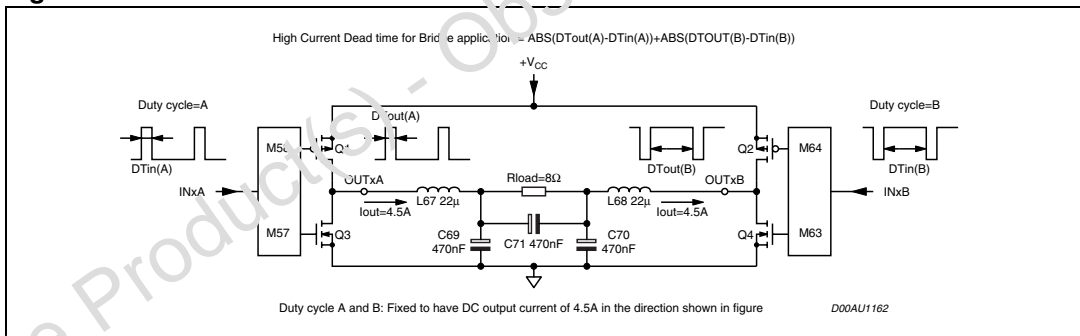 High Current Dead time for Bridge application = ABS(DTout(A)-DTin(A))+ABS(DTOUT(B)-DTin(B))
+VCC
Duty cycle=A
DTout(A)
Duty cycle=B
M58
Q1
Q2
M64
DTin(A)
DTout(B)
DTin(B)
INxA
OUTxA
Rload=8Ω
OUTxB
INxB
L67 22µ
L68 22µ
Iout=4.5A
Iout=4.5A
M57
Q3
Q4
M63
C69
470nF
C71 470nF
C70
470nF
Duty cycle A and B: Fixed to have DC output current of 4.5A in the direction shown in figure
D00AU1162
Product(s) - Obs